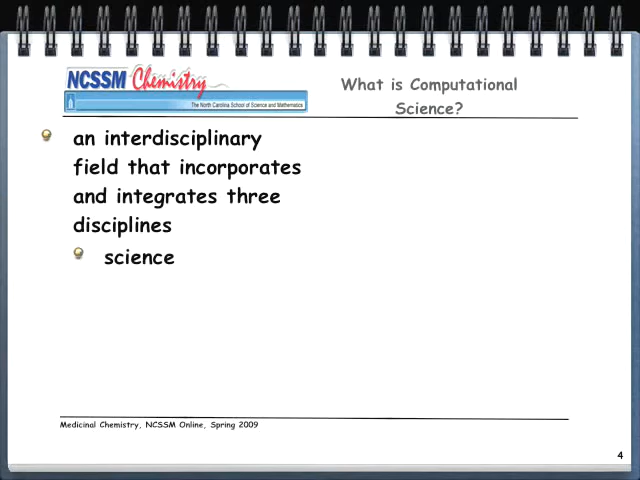 NCSSM Chemistry
The North Carolina School of Science and Mathematics
What is Computational
Science?
an interdisciplinary
field that incorporates
and integrates three
disciplines
science
Medicinal Chemistry, NCSSM Online, Spring 2009
4